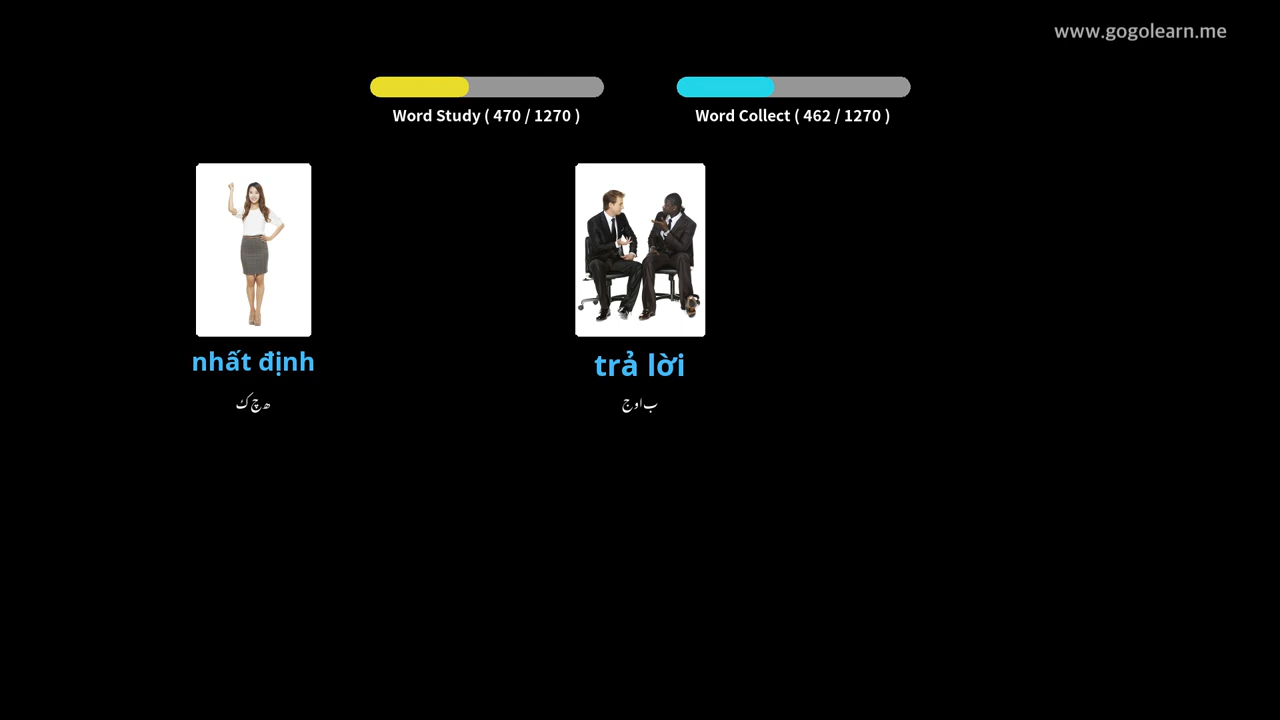 www.gogolearn.me
Word Study ( 470 / 1270 )
Word Collect ( 462 / 1270 )
nhất định
ھ چ ک
trả lời
ب ا و ج